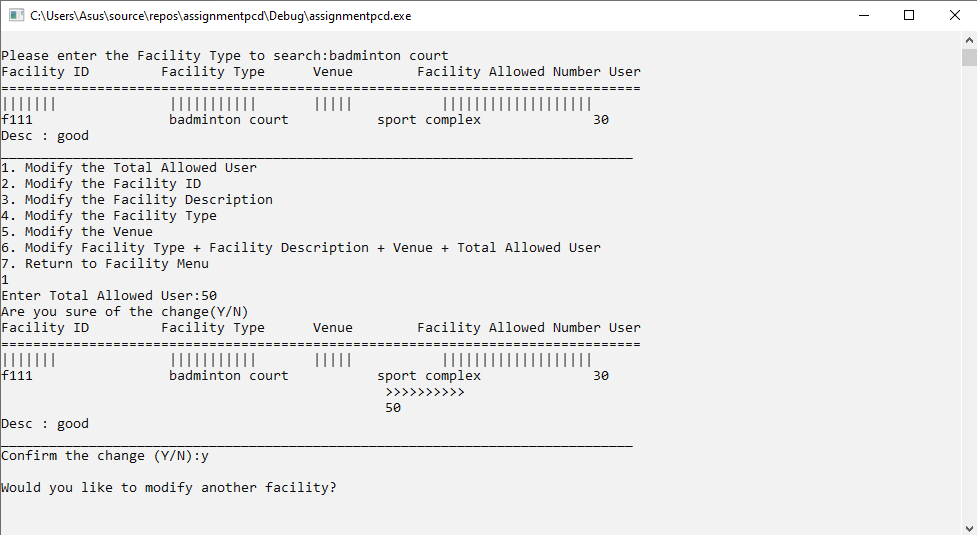 C:\Users\Asus\source\repos\assignmentpcd\Debug\assignmentpcd.exe
Please enter the Facility Type to search:badminton court
Facility ID         Facility Type      Venue        Facility Allowed Number User
================================================================================
|||||||              |||||||||||       |||||           |||||||||||||||||||
f111                 badminton court           sport complex              30
Desc : good
_______________________________________________________________________________
1. Modify the Total Allowed User
2. Modify the Facility ID
3. Modify the Facility Description
4. Modify the Facility Type
5. Modify the Venue
6. Modify Facility Type + Facility Description + Venue + Total Allowed User
7. Return to Facility Menu
1
Enter Total Allowed User:50
Are you sure of the change(Y/N)
Facility ID         Facility Type      Venue        Facility Allowed Number User
================================================================================
|||||||              |||||||||||       |||||           |||||||||||||||||||
f111                 badminton court           sport complex              30
                                                >>>>>>>>>>
                                                50
Desc : good
_______________________________________________________________________________
Confirm the change (Y/N):y
Would you like to modify another facility?